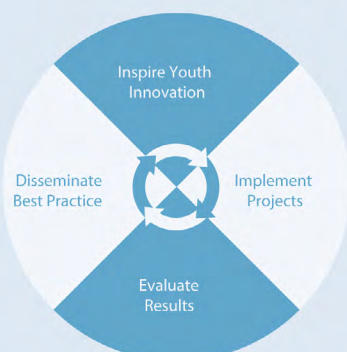 Inspire Youth
Innovation
Implement
Projects
Evaluate
Results
Disseminate
Best Practice